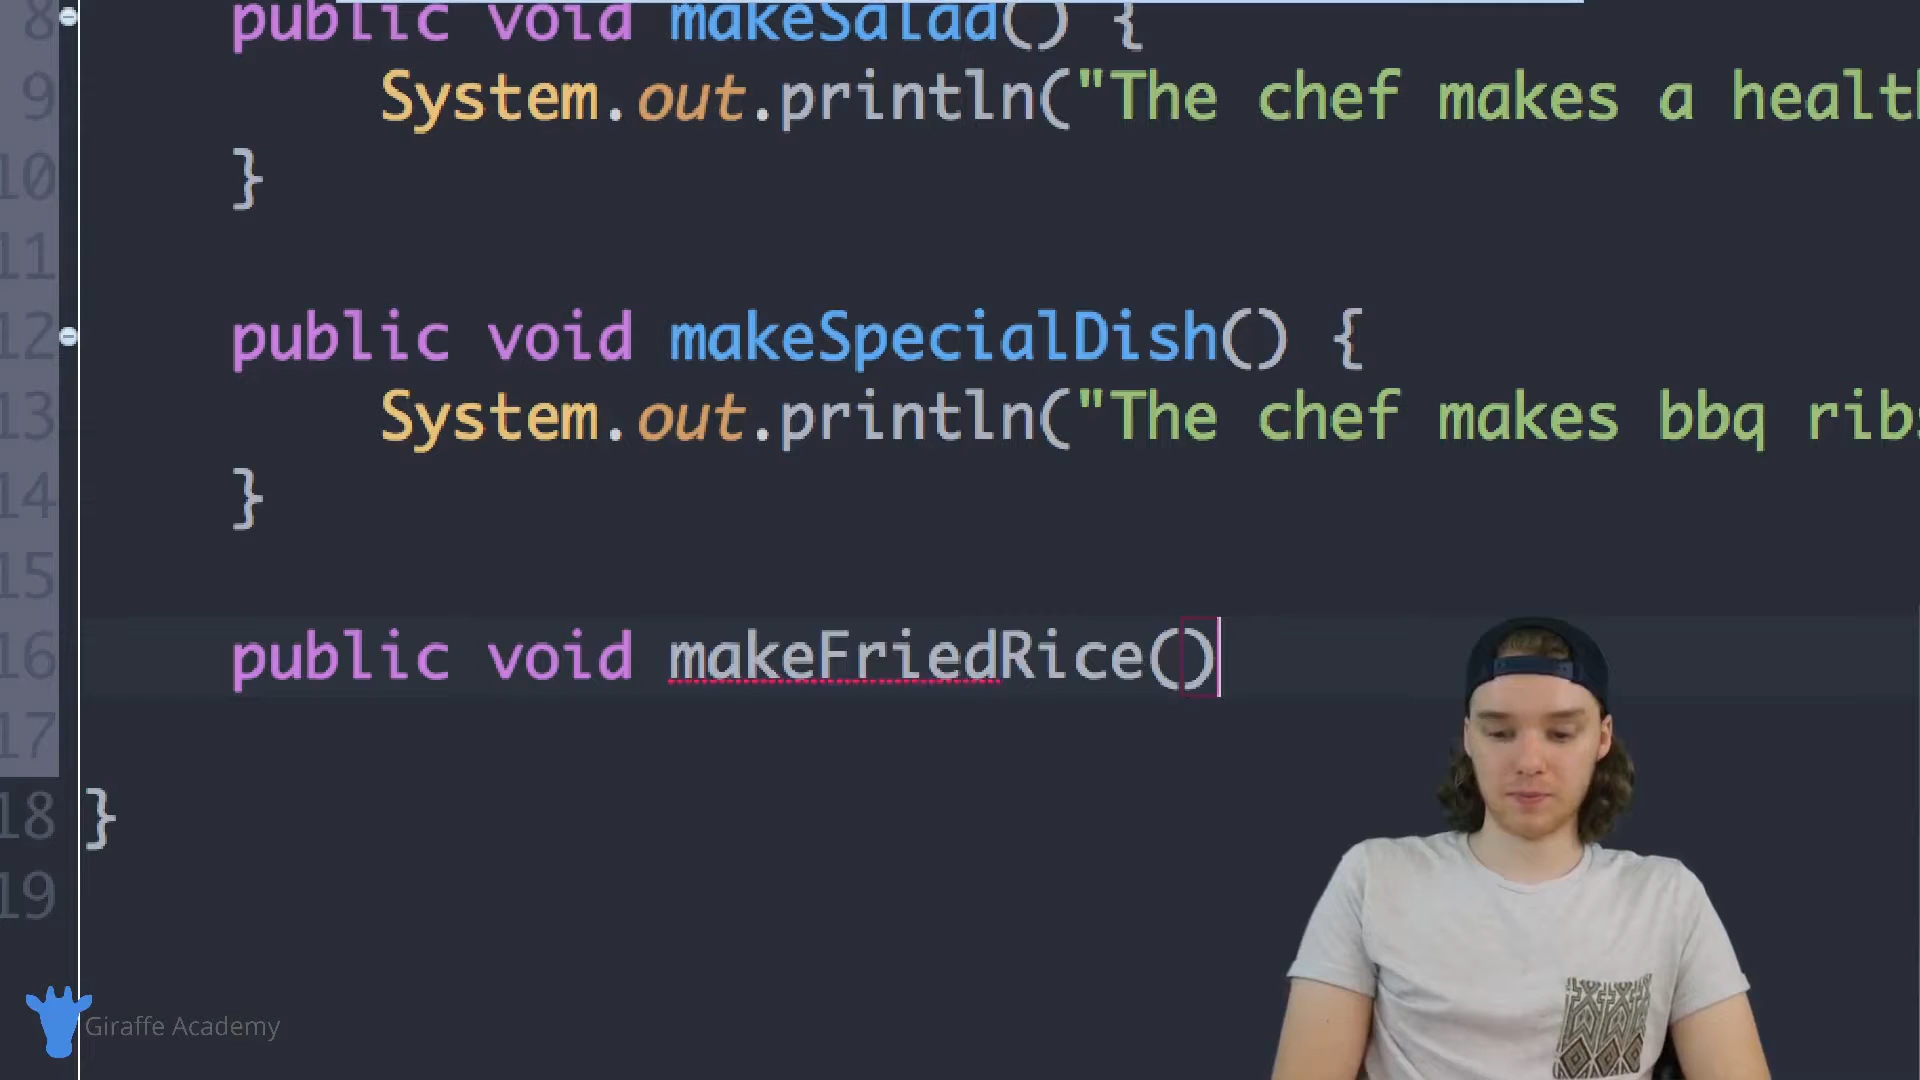 8 public void makeSalad() {
9 System.out.println("The chef makes a healt
10 }
11
12 public void makeSpecialDish() {
13 System.out.println("The chef makes bbq ribs
14 }
15
16 public void makeFriedRice()
17
18 }
19
Giraffe Academy